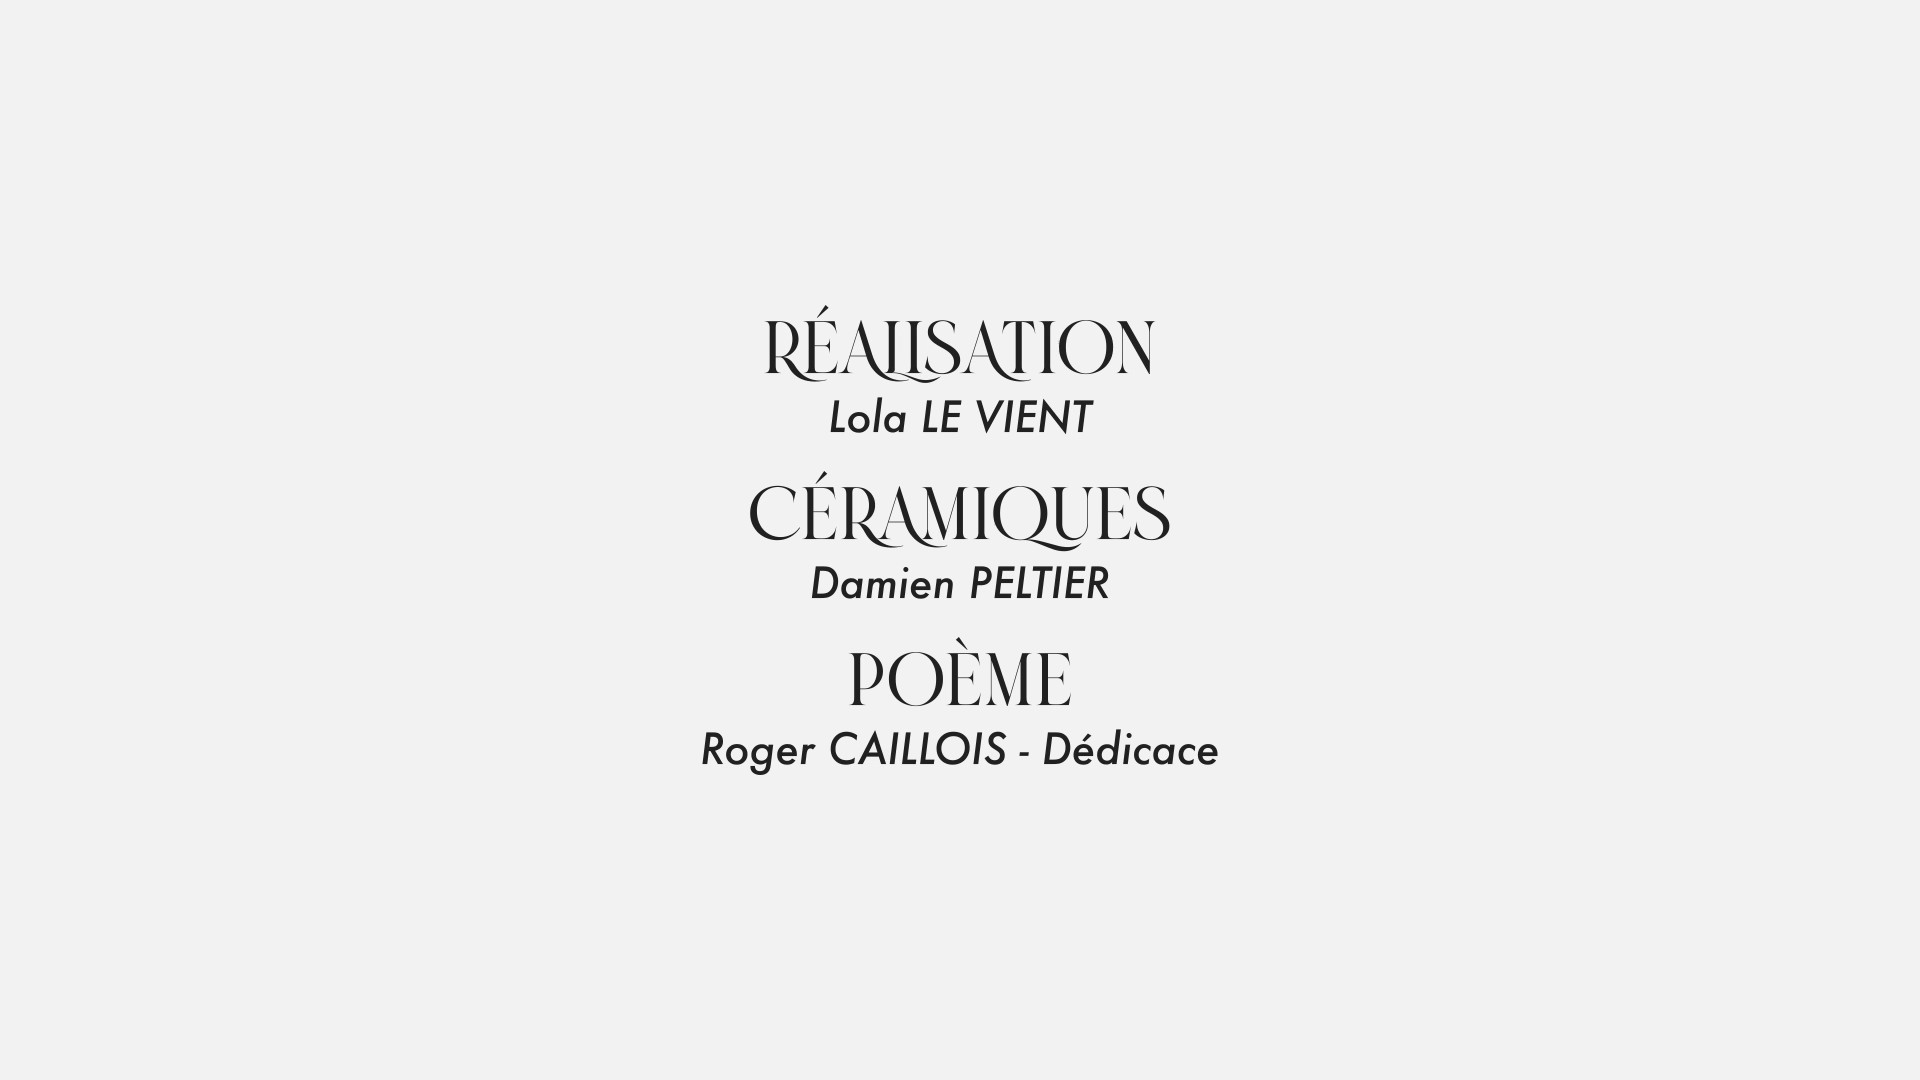 RÉALISATION
Lola LE VIENT
CÉRAMIQUES
Damien PELTIER
POÈME
Roger CAILLOIS - Dédicace